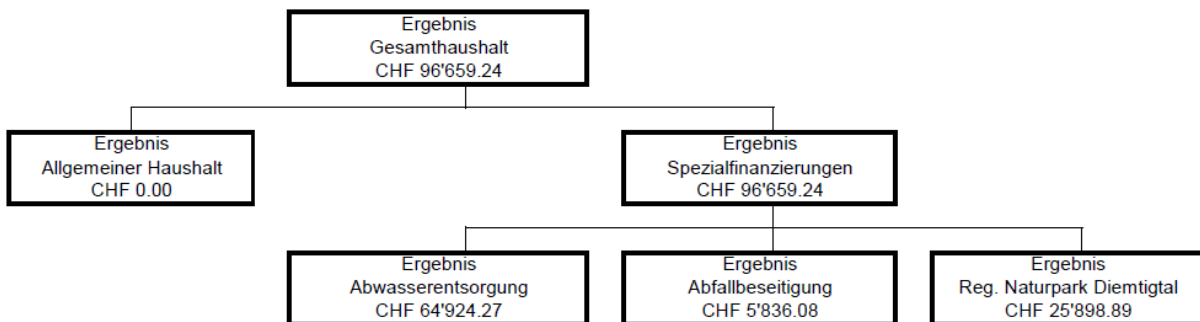 Ergebnis
Gesamthaushalt
CHF 96'659.24
Ergebnis
Allgemeiner Haushalt
CHF 0.00
Ergebnis
Spezialfinanzierungen
CHF 96'659.24
Ergebnis
Abwasserentsorgung
CHF 64'924.27
Ergebnis
Abfallbeseitigung
CHF 5'836.08
Ergebnis
Reg. Naturpark Diemtigtal
CHF 25'898.89